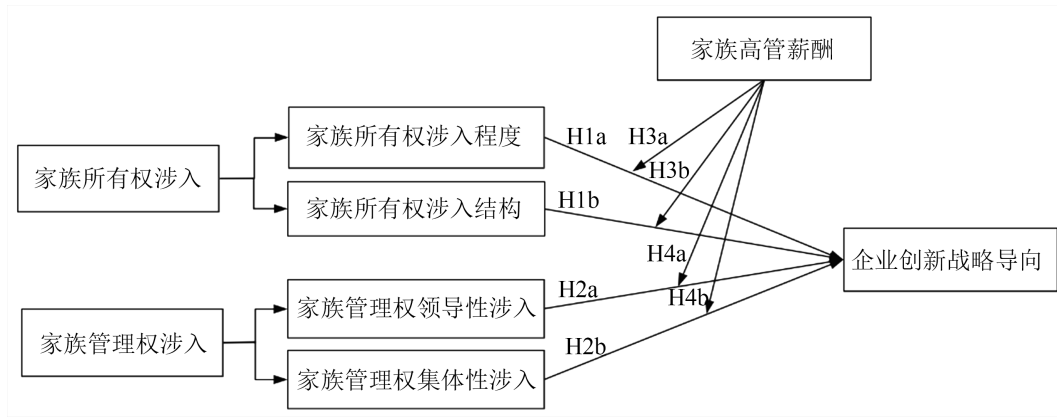 家族高管薪酬
家族所有权涉入程度
H1a
H3a
H3b
家族所有权涉入
家族所有权涉入结构
H1b
H4a
企业创新战略导向
家族管理权领导性涉入
H2a
H4b
家族管理权涉入
H2b
家族管理权集体性涉入